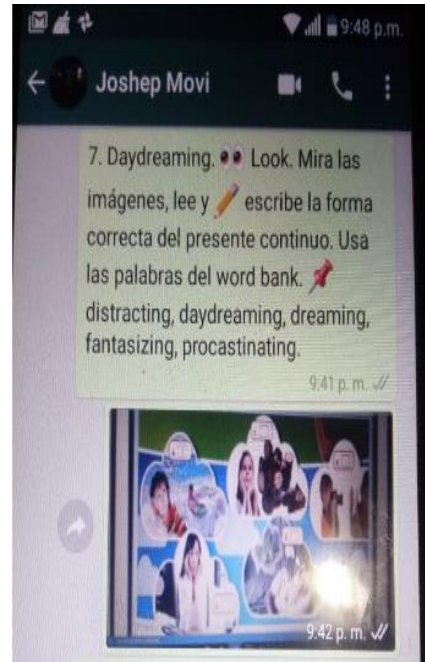 9:48 p.m.
Joshep Movi
7. Daydreaming. 👀 Look. Mira las
imágenes, lee y ✏️ escribe la forma
correcta del presente continuo. Usa
las palabras del word bank. 📌
distracting, daydreaming, dreaming,
fantasizing, procastinating.
9:41 p. m.
9:42 p. m.